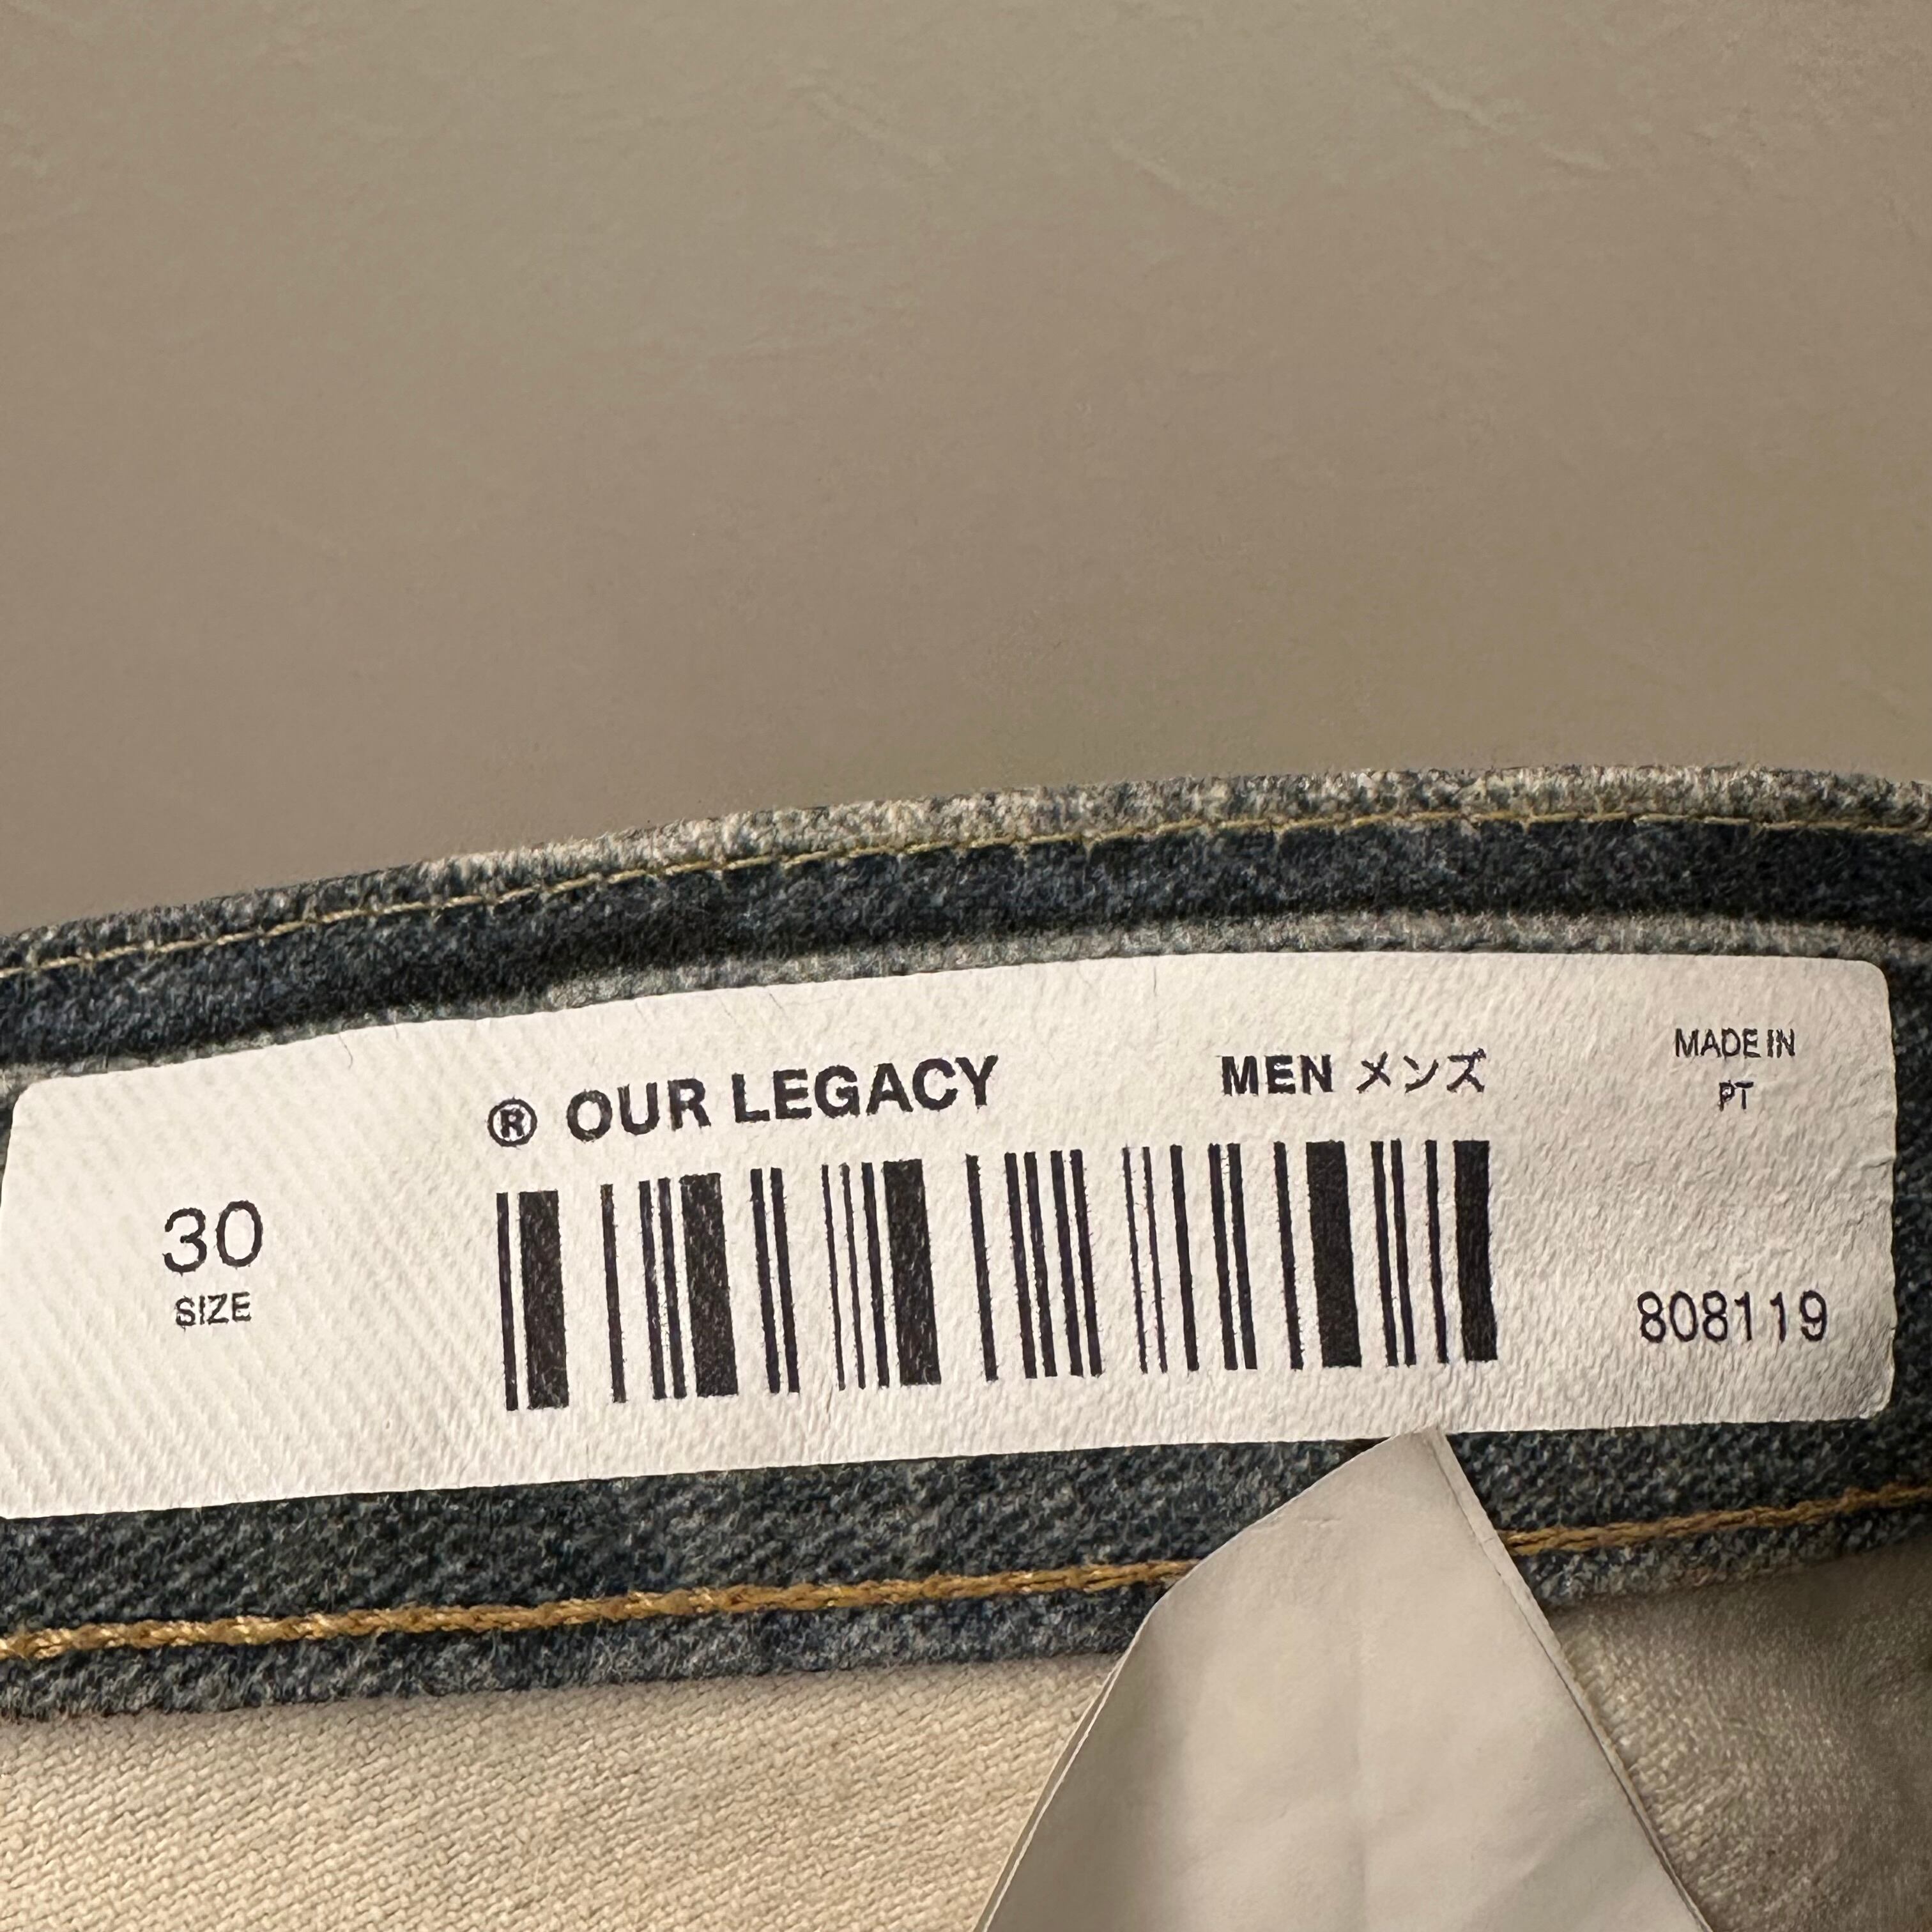 ® OUR LEGACY
MEN メンズ
MADE IN
PT
30
SIZE
808119